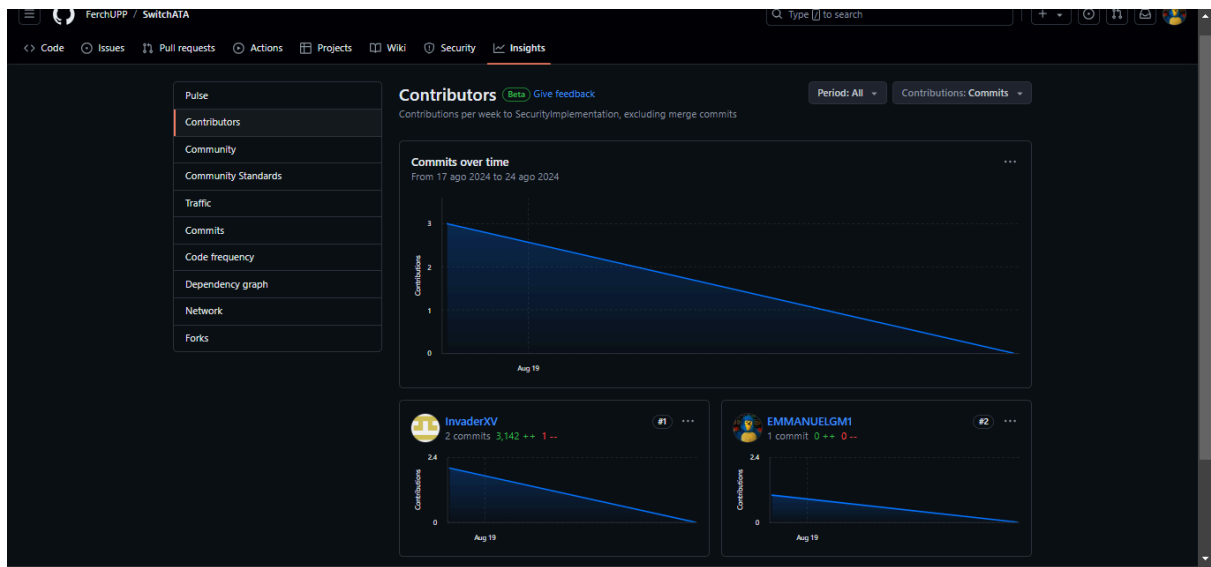 FerchUPP / SwitchATA
Type / to search
Code Issues Pull requests Actions Projects Wiki Security Insights
Pulse
Contributors
Community
Community Standards
Traffic
Commits
Code frequency
Dependency graph
Network
Forks
Contributors Beta Give feedback
Period: All
Contributions: Commits
Contributions per week to SecurityImplementation, excluding merge commits
Commits over time
From 17 ago 2024 to 24 ago 2024
Contributions
3
2
1
0
Aug 19
InvaderXV
#1
2 commits 3,142 ++ 1 --
Contributions
2.4
0
Aug 19
EMMANUELGM1
#2
1 commit 0 ++ 0 --
Contributions
2.4
0
Aug 19